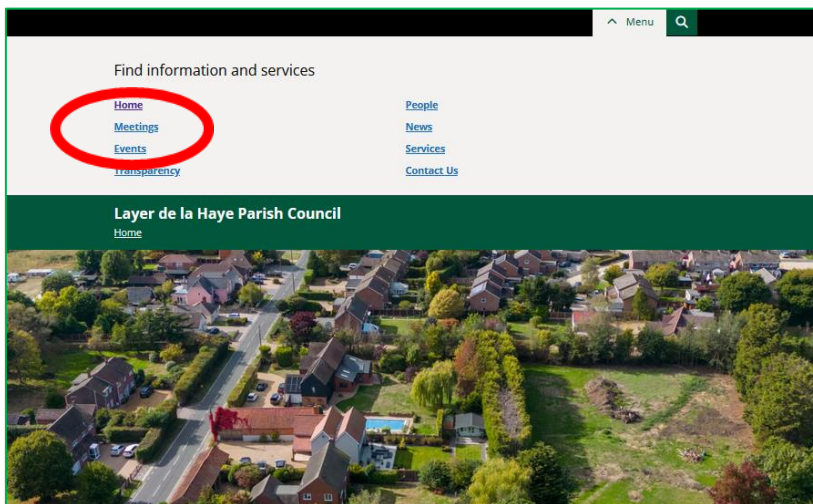 Menu
Find information and services
Home
Meetings
Events
Transparency
People
News
Services
Contact Us
Layer de la Haye Parish Council
Home